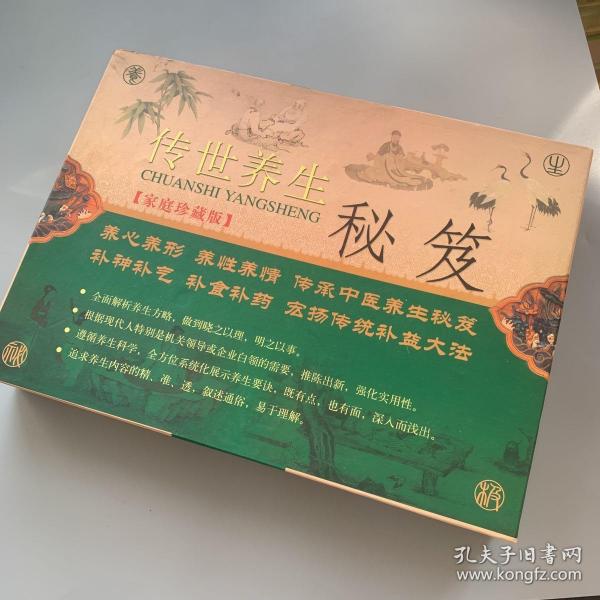 養
生
传世养生
CHUANSHI YANGSHENG
【家庭珍藏版】
秘笈
养心养形 养性养情 传承中医养生秘笈
补神补气 补食补药 宏扬传统补益大法
• 全面解析养生方略，做到晓之以理，明之以事。
• 根据现代人特别是机关领导或企业白领的需要，推陈出新，强化实用性。
• 遵循养生科学，全方位系统化展示养生要诀，既有点，也有面，深入而浅出。
• 追求养生内容的精、准、透，叙述通俗，易于理解。
孔夫子旧书网
www.kongfz.com